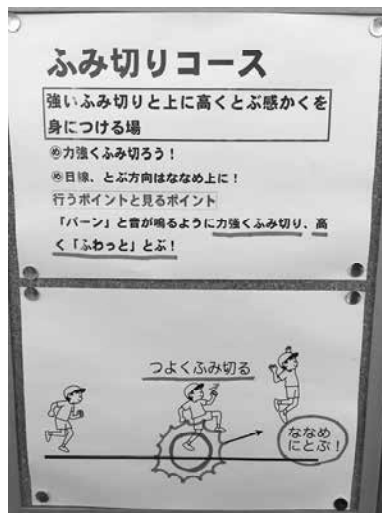 ふみ切りコース
強いふみ切りと上に高くとぶ感かくを
身につける場
め力強くふみ切ろう！
め目線、とぶ方向はななめ上に！
行うポイントと見るポイント
「バーン」と音が鳴るように力強くふみ切り、高
く「ふわっと」とぶ！
つよくふみ切る
ななめ
にとぶ！